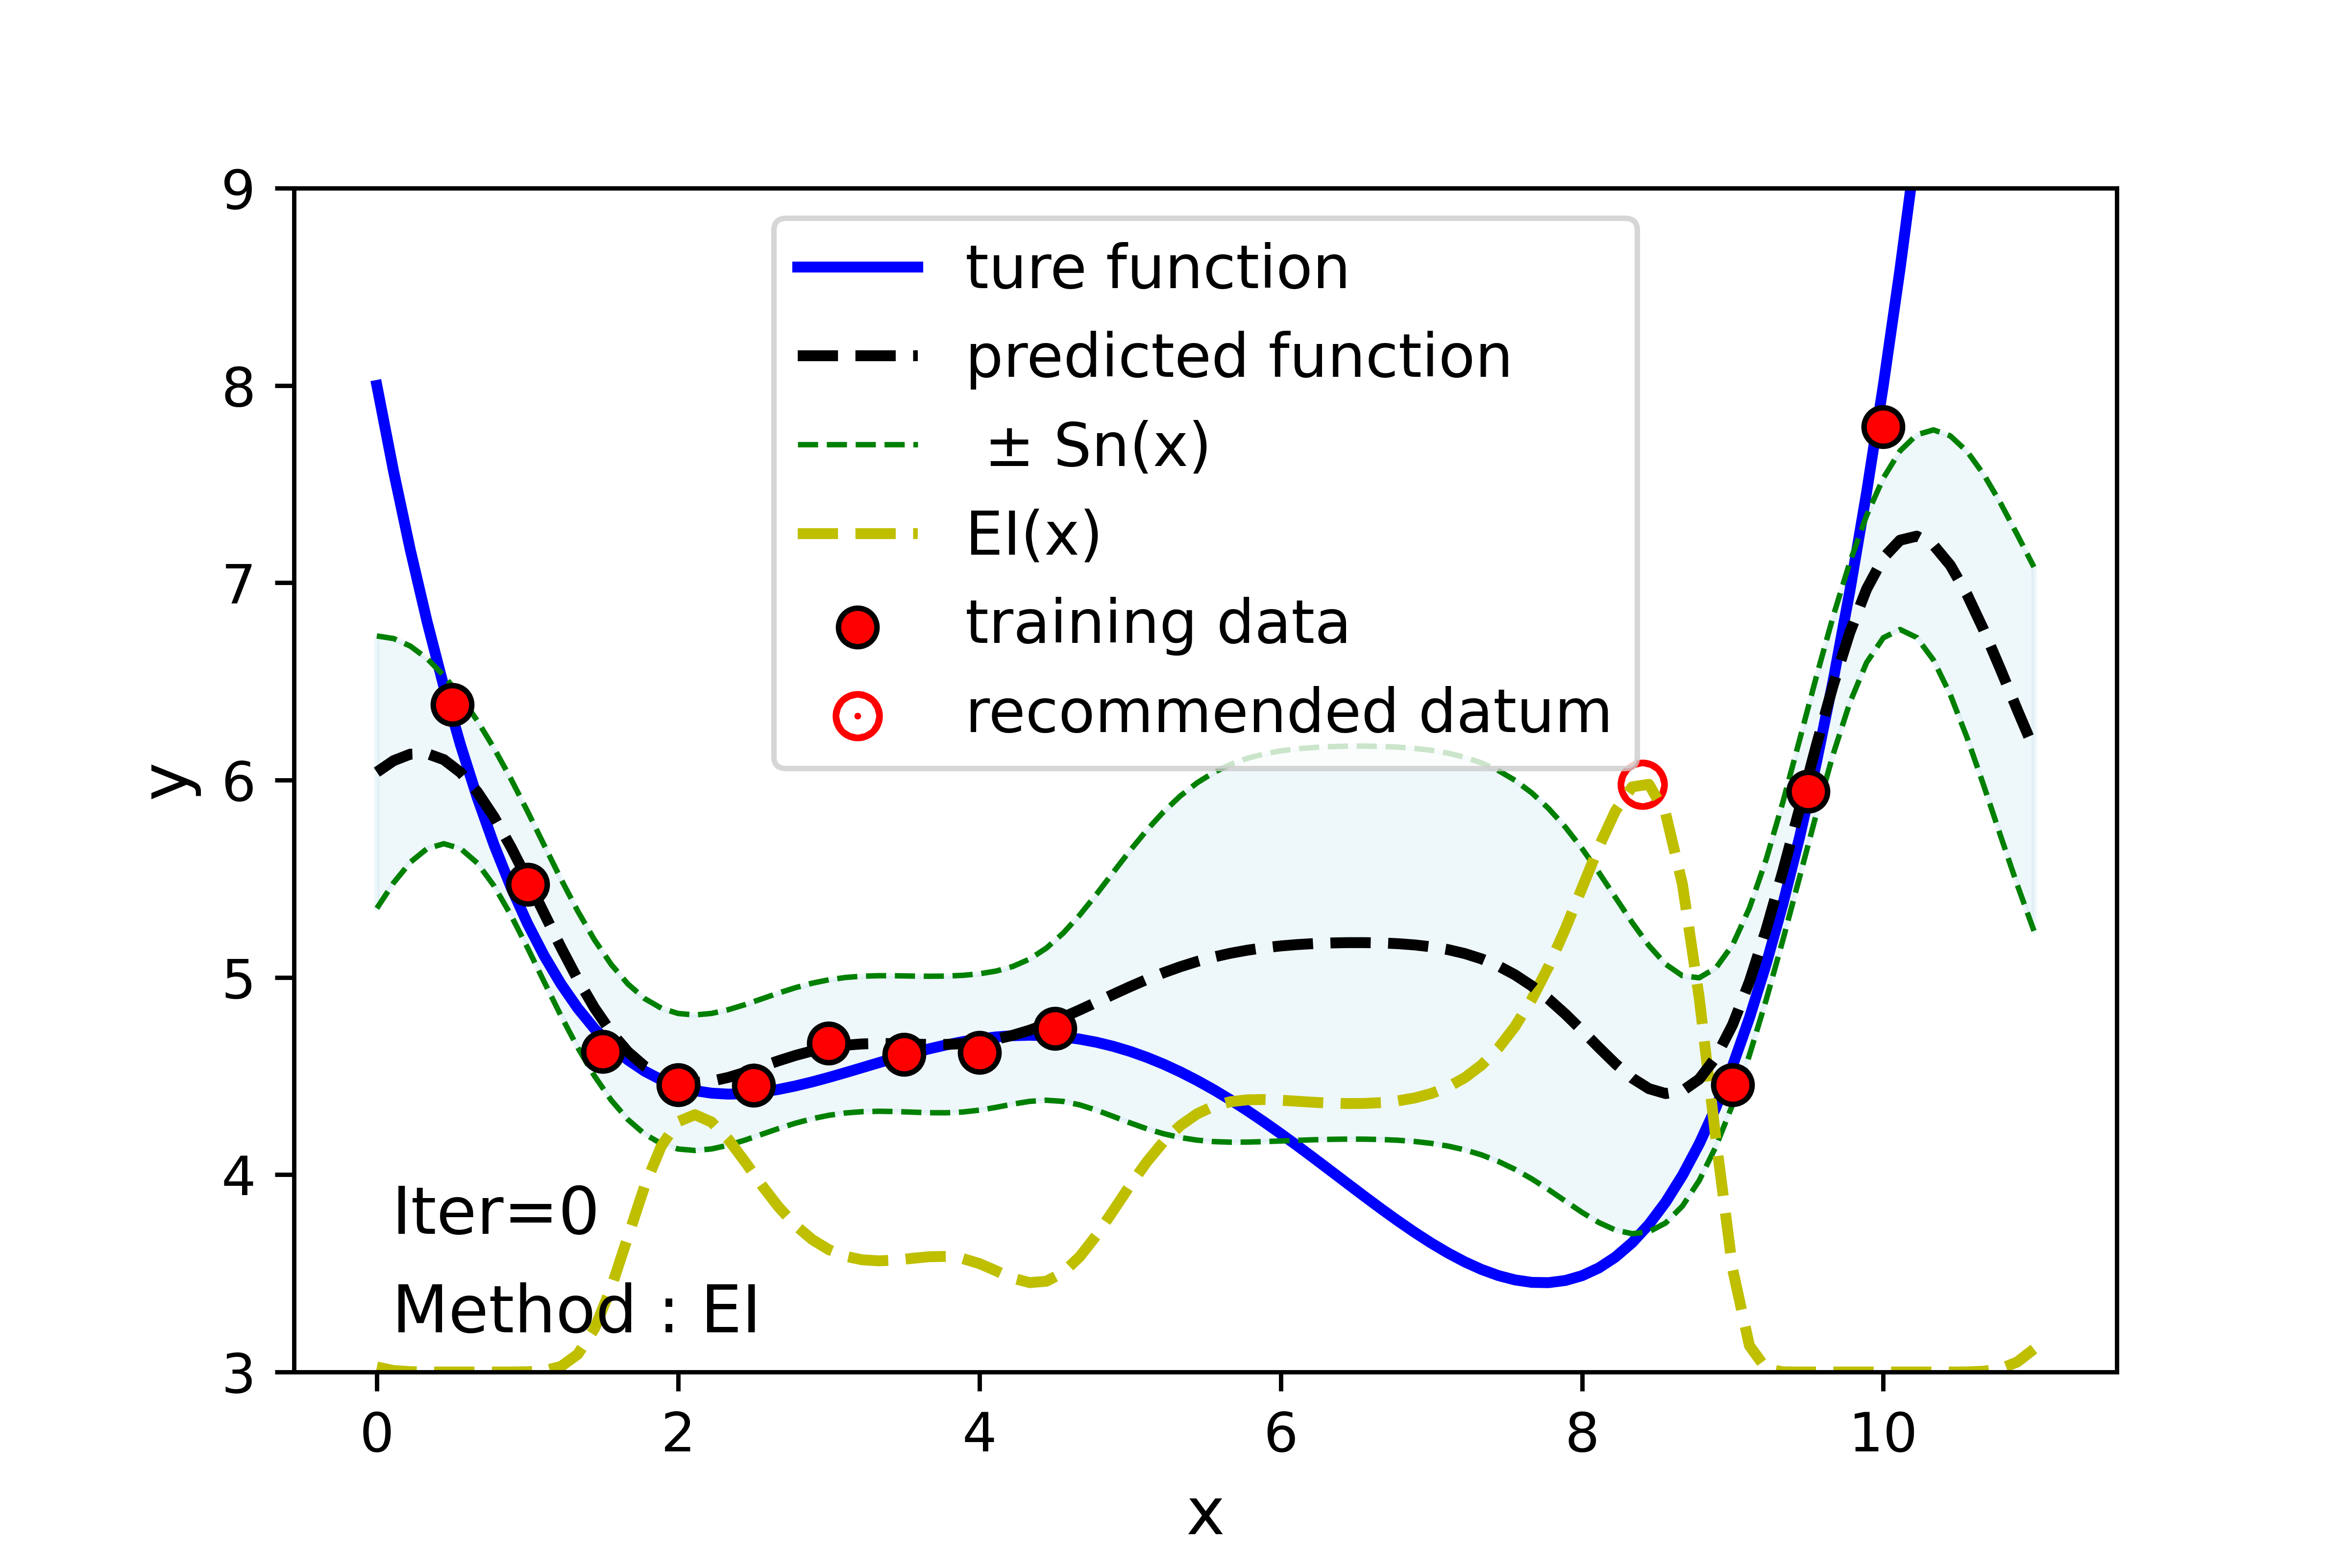 9
8
7
6
5
4
3
y
ture function
predicted function
± Sn(x)
EI(x)
training data
recommended datum
Iter=0
Method : EI
0 2 4 6 8 10
x